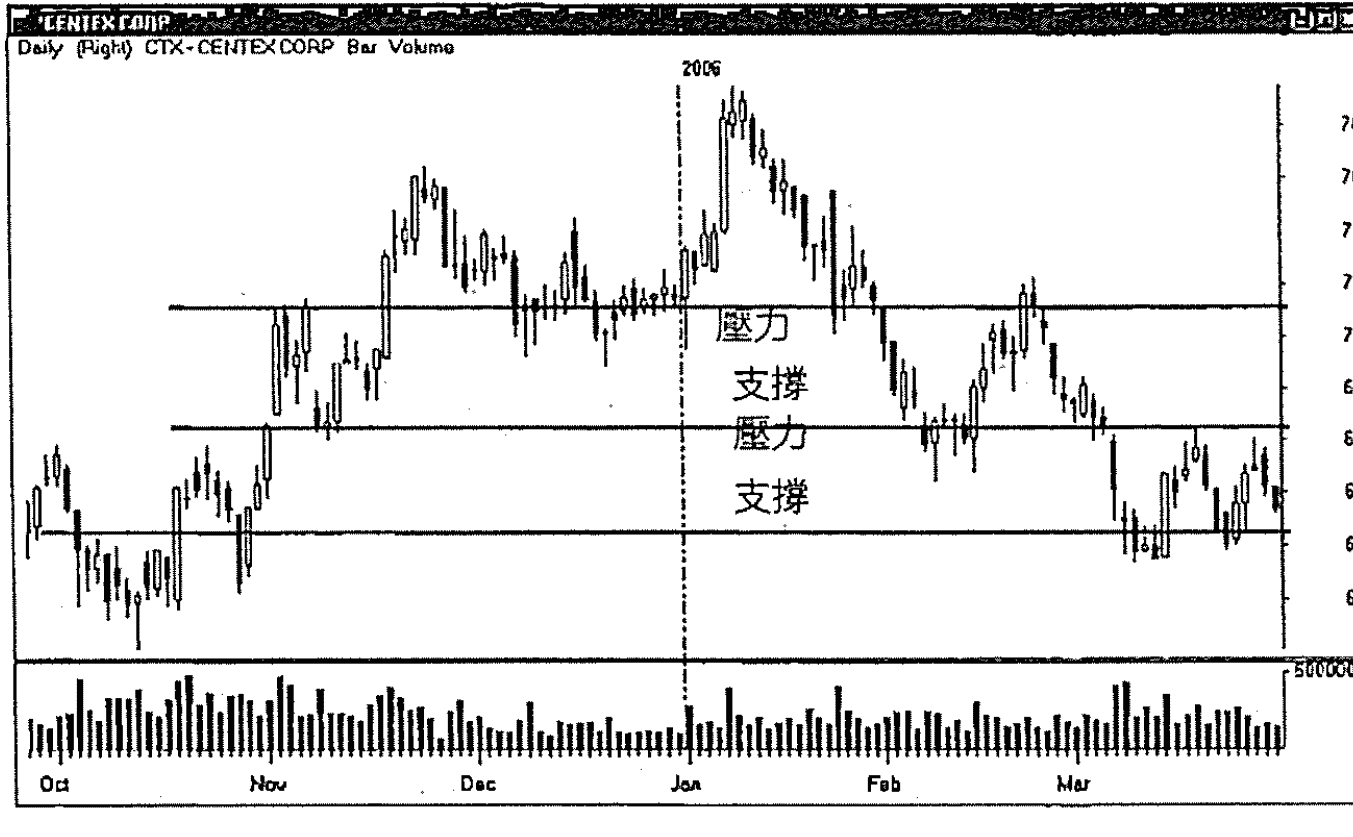 CENTEX CORP
Daily (Right) CTX-CENTEX CORP Bar Volume
2006
壓力
支撐
壓力
支撐
500000
Oct Nov Dec Jan Feb Mar